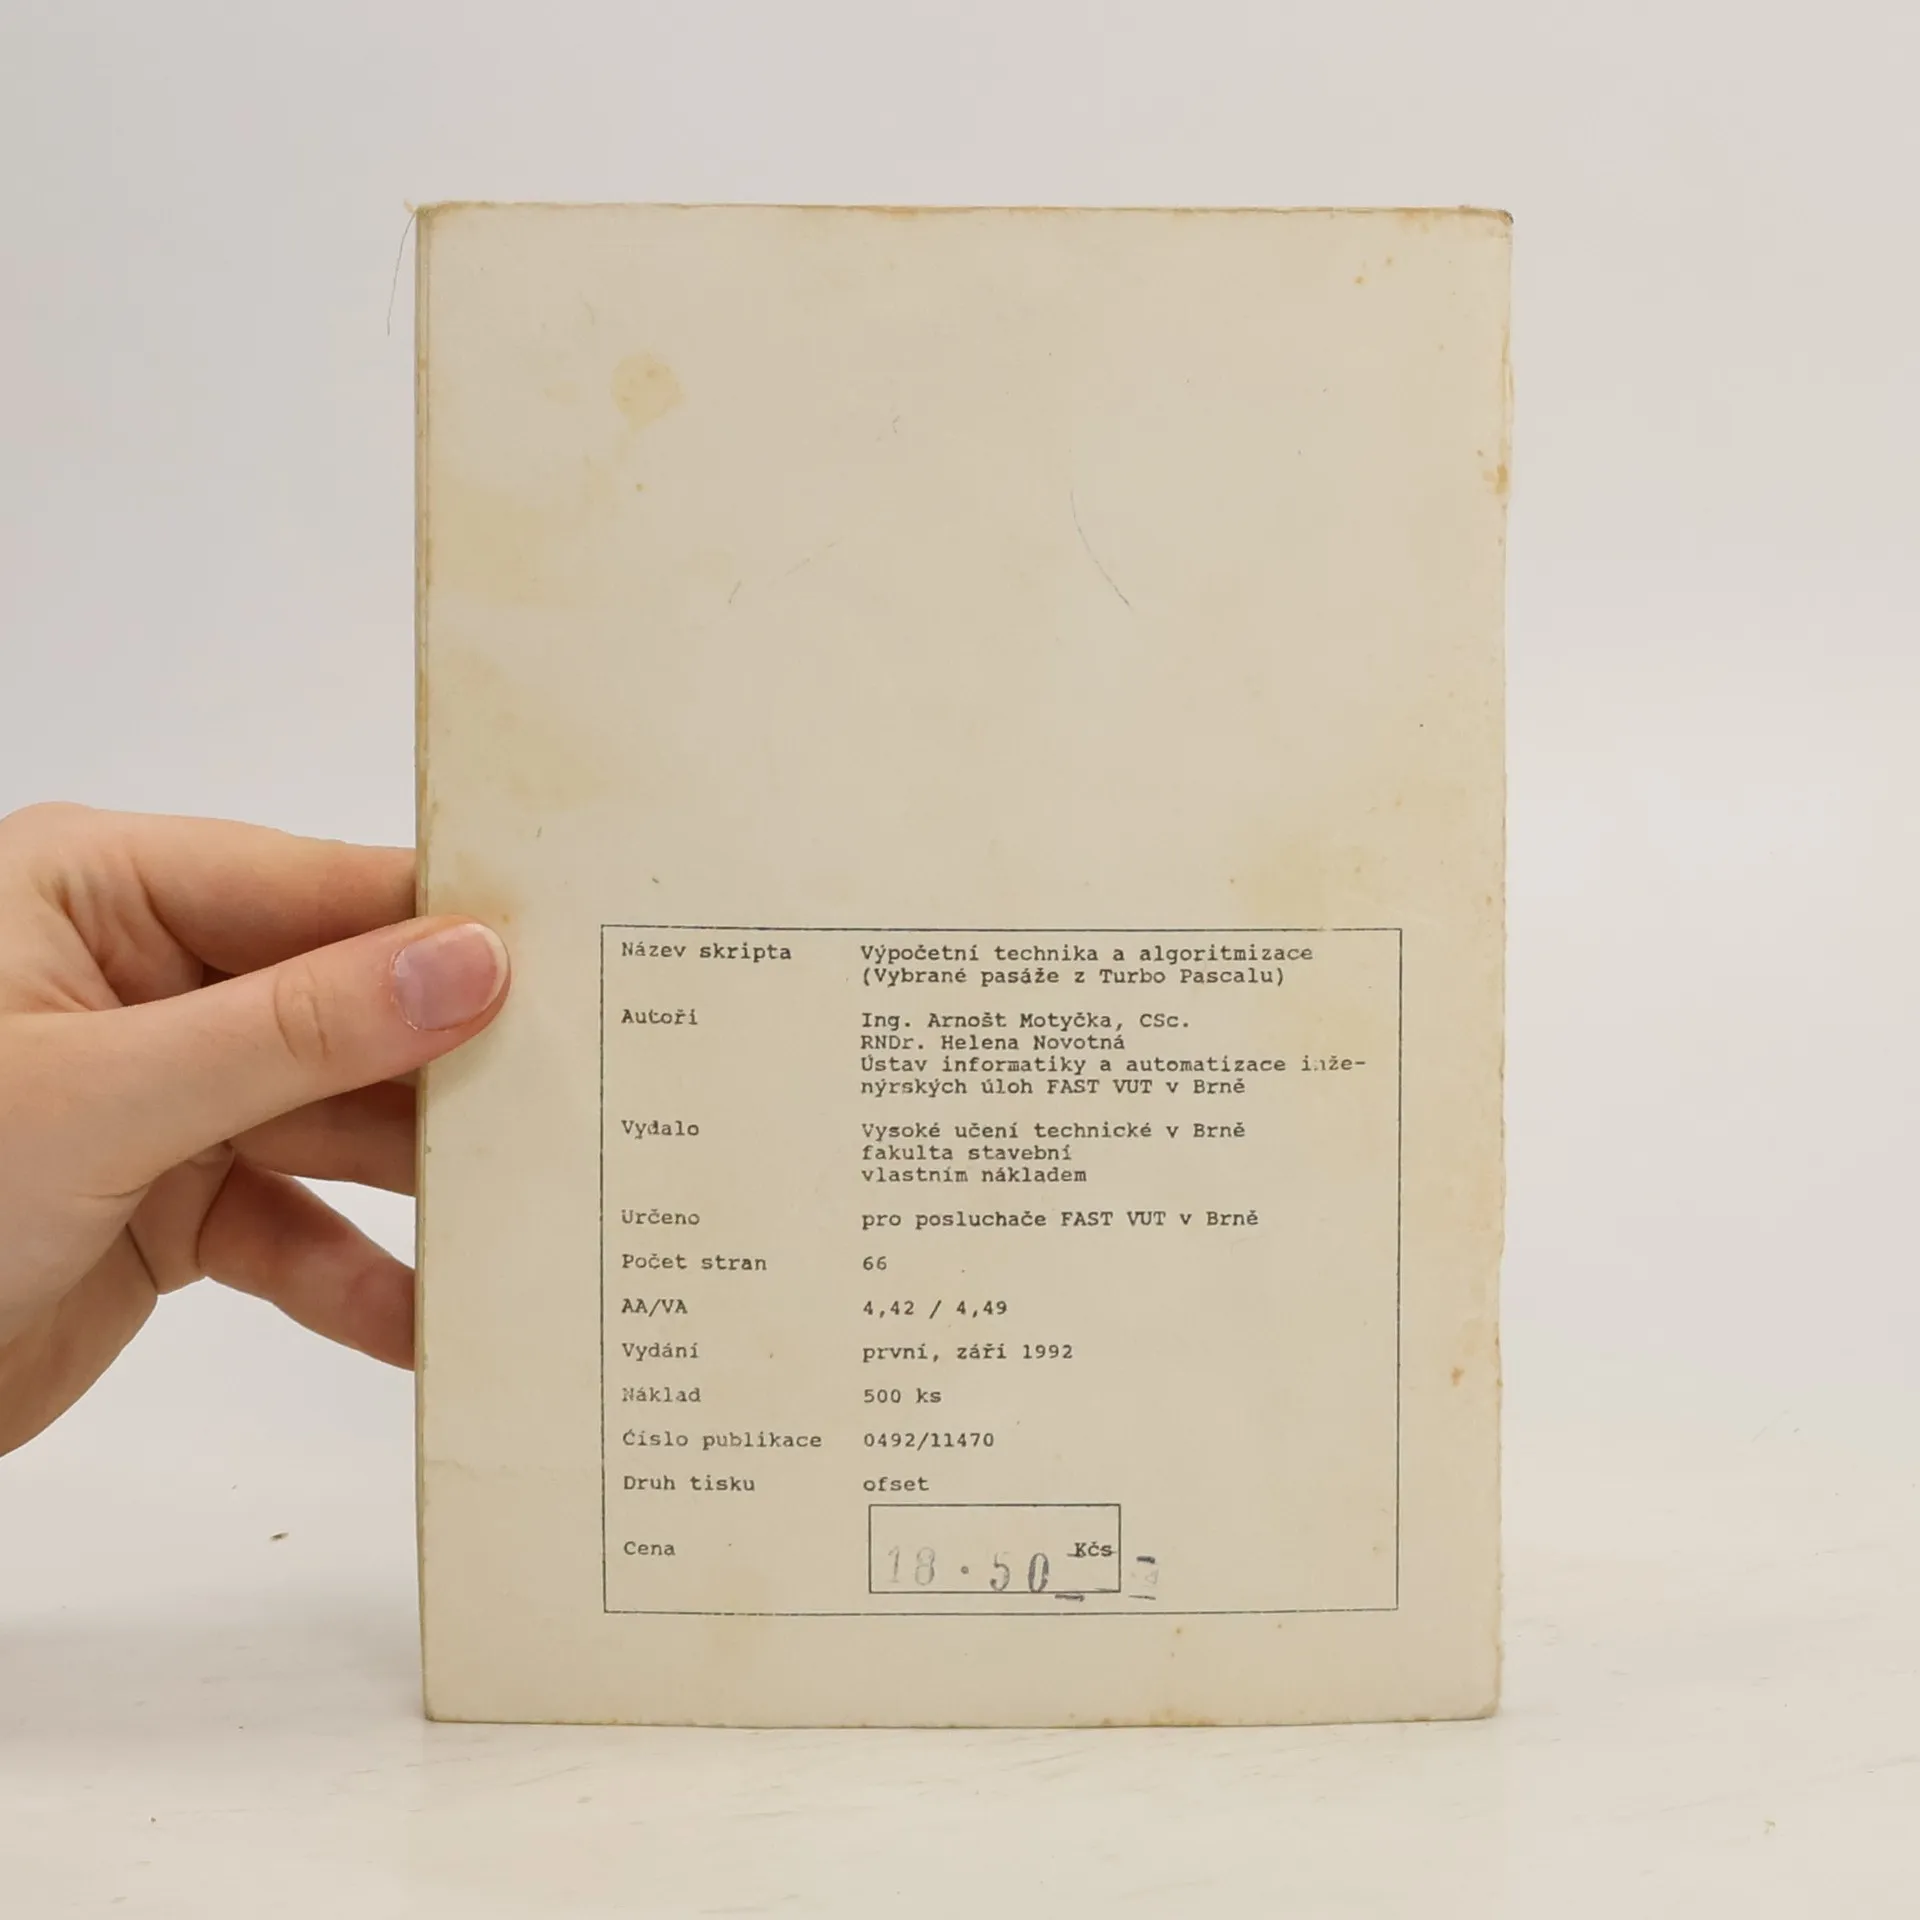 Název skripta Výpočetní technika a algoritmizace
(Vybrané pasáže z Turbo Pascalu)
Autoři Ing. Arnošt Motyčka, CSc.
RNDr. Helena Novotná
Ústav informatiky a automatizace inže-
nýrských úloh FAST VUT v Brně
Vydalo Vysoké učení technické v Brně
fakulta stavební
vlastním nákladem
Určeno pro posluchače FAST VUT v Brně
Počet stran 66
AA/VA 4,42 / 4,49
Vydání první, září 1992
Náklad 500 ks
Číslo publikace 0492/11470
Druh tisku ofset
Cena 18.50 Kčs